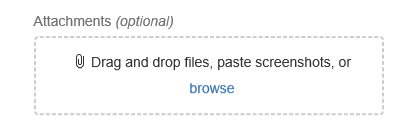 Attachments (optional)
Drag and drop files, paste screenshots, or
browse